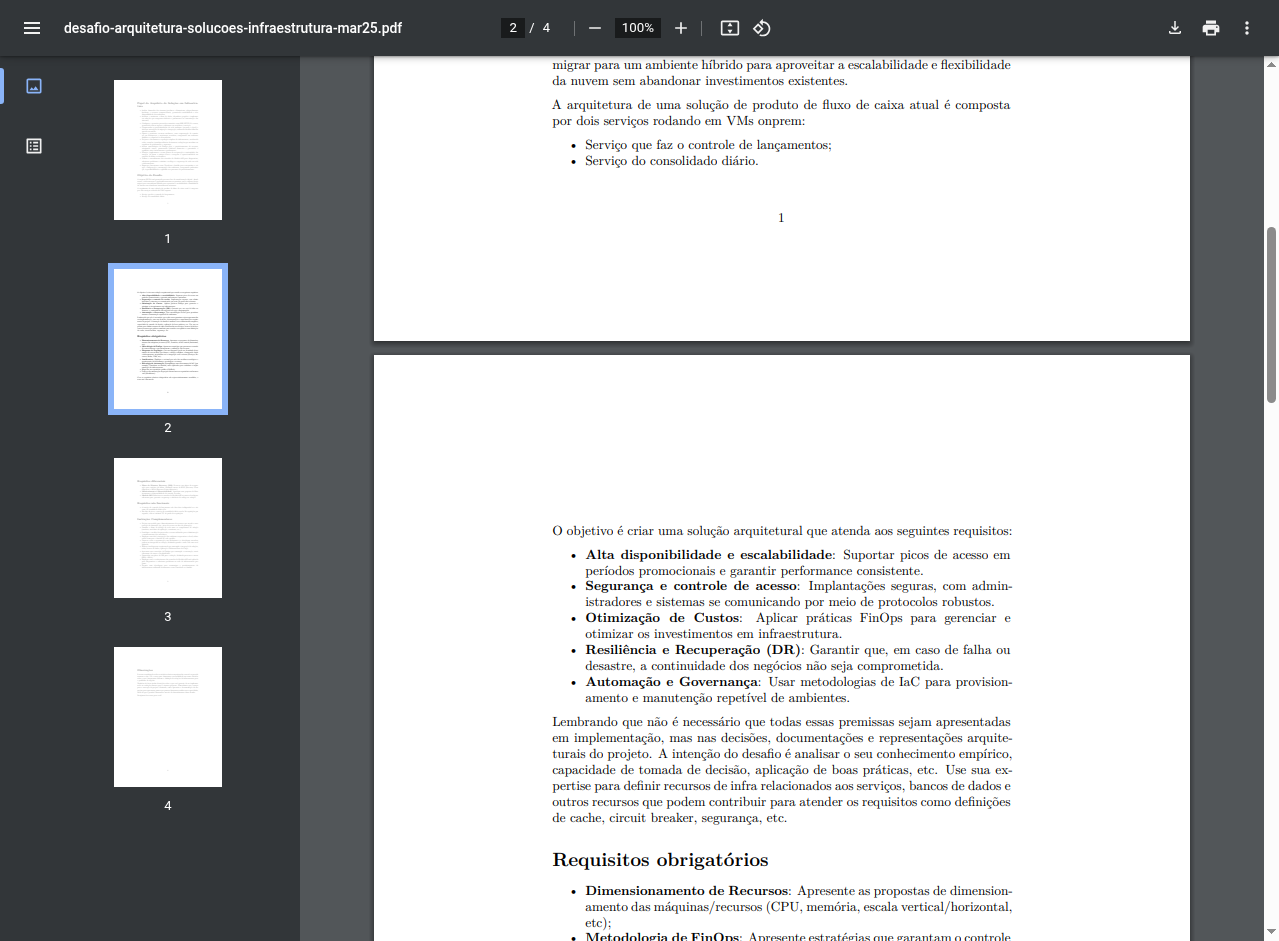 desafio-arquitetura-solucoes-infraestrutura-mar25.pdf
2 / 4
100%
1
2
3
4
migrar para um ambiente híbrido para aproveitar a escalabilidade e flexibilidade
da nuvem sem abandonar investimentos existentes.
A arquitetura de uma solução de produto de fluxo de caixa atual é composta
por dois serviços rodando em VMs onprem:
• Serviço que faz o controle de lançamentos;
• Serviço do consolidado diário.
1
O objetivo é criar uma solução arquitetural que atenda aos seguintes requisitos:
• Alta disponibilidade e escalabilidade: Suportar picos de acesso em
períodos promocionais e garantir performance consistente.
• Segurança e controle de acesso: Implantações seguras, com admin-
istradores e sistemas se comunicando por meio de protocolos robustos.
• Otimização de Custos: Aplicar práticas FinOps para gerenciar e
otimizar os investimentos em infraestrutura.
• Resiliência e Recuperação (DR): Garantir que, em caso de falha ou
desastre, a continuidade dos negócios não seja comprometida.
• Automação e Governança: Usar metodologias de IaC para provision-
amento e manutenção repetível de ambientes.
Lembrando que não é necessário que todas essas premissas sejam apresentadas
em implementação, mas nas decisões, documentações e representações arquite-
turais do projeto. A intenção do desafio é analisar o seu conhecimento empírico,
capacidade de tomada de decisão, aplicação de boas práticas, etc. Use sua ex-
pertise para definir recursos de infra relacionados aos serviços, bancos de dados e
outros recursos que podem contribuir para atender os requisitos como definições
de cache, circuit breaker, segurança, etc.
Requisitos obrigatórios
• Dimensionamento de Recursos: Apresente as propostas de dimension-
amento das máquinas/recursos (CPU, memória, escala vertical/horizontal,
etc);
• Metodologia de FinOps: Apresente estratégias que garantam o controle